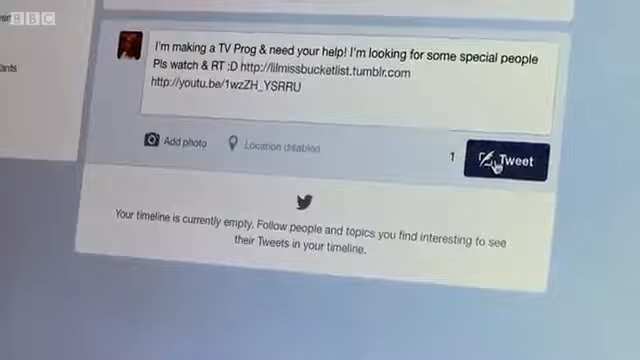 BBC
I'm making a TV Prog & need your help! I'm looking for some special people
Pls watch & RT :D http://lilmissbucketlist.tumblr.com
http://youtu.be/1wzZH_YSRRU
Add photo
Location disabled
1
Tweet
Your timeline is currently empty. Follow people and topics you find interesting to see
their Tweets in your timeline.